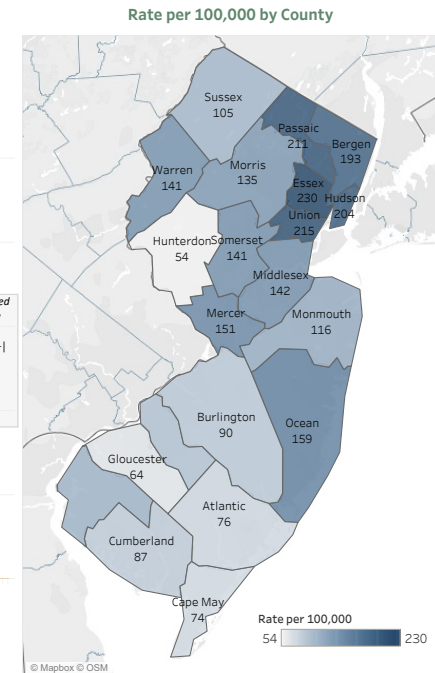 Rate per 100,000 by County
Sussex
105
Passaic
211
Bergen
193
Warren
141
Morris
135
Essex
230
Hudson
204
Union
215
Hunterdon
54
Somerset
141
Middlesex
142
Mercer
151
Monmouth
116
ed
Burlington
90
Ocean
159
Gloucester
64
Atlantic
76
Cumberland
87
Cape May
74
Rate per 100,000
54 230
© Mapbox © OSM